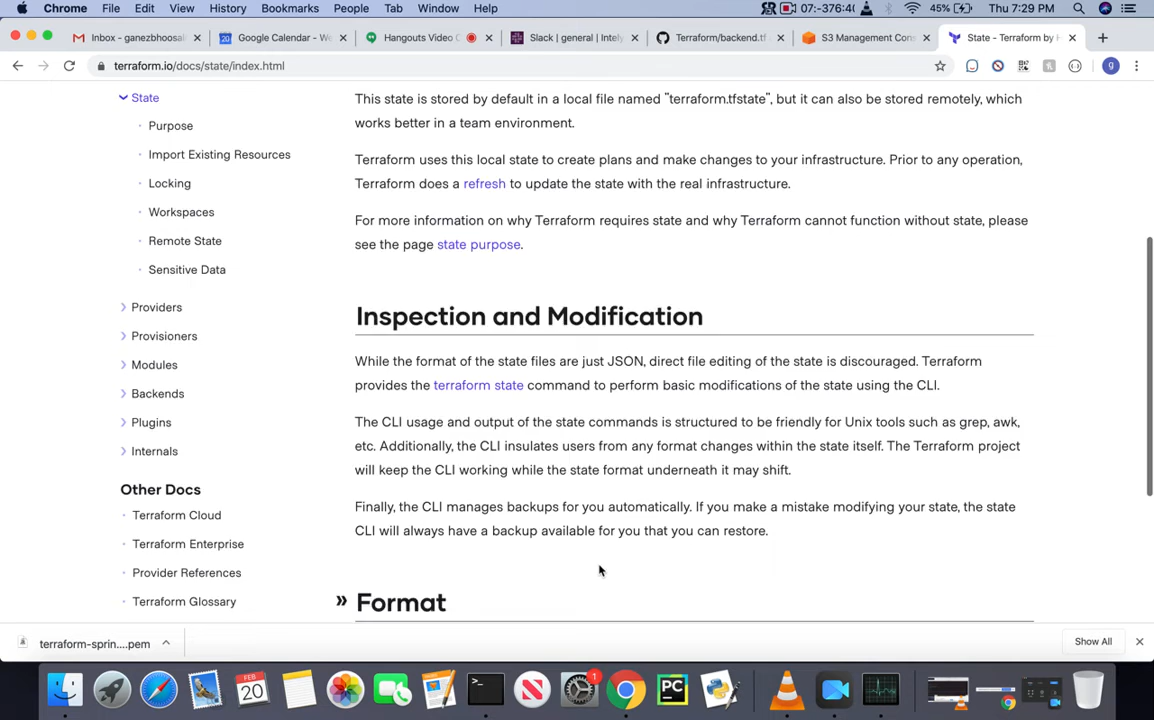 Chrome File Edit View History Bookmarks People Tab Window Help 07:-376:40 45% Thu 7:29 PM
Inbox - ganezbhoosal Google Calendar - We Hangouts Video C Slack | general | Intely Terraform/backend.tf S3 Management Con State - Terraform by H
terraform.io/docs/state/index.html g
State
Purpose
Import Existing Resources
Locking
Workspaces
Remote State
Sensitive Data
Providers
Provisioners
Modules
Backends
Plugins
Internals
Other Docs
Terraform Cloud
Terraform Enterprise
Provider References
Terraform Glossary
This state is stored by default in a local file named "terraform.tfstate", but it can also be stored remotely, which
works better in a team environment.
Terraform uses this local state to create plans and make changes to your infrastructure. Prior to any operation,
Terraform does a refresh to update the state with the real infrastructure.
For more information on why Terraform requires state and why Terraform cannot function without state, please
see the page state purpose.
Inspection and Modification
While the format of the state files are just JSON, direct file editing of the state is discouraged. Terraform
provides the terraform state command to perform basic modifications of the state using the CLI.
The CLI usage and output of the state commands is structured to be friendly for Unix tools such as grep, awk,
etc. Additionally, the CLI insulates users from any format changes within the state itself. The Terraform project
will keep the CLI working while the state format underneath it may shift.
Finally, the CLI manages backups for you automatically. If you make a mistake modifying your state, the state
CLI will always have a backup available for you that you can restore.
» Format
terraform-sprin....pem Show All
20 1 PC